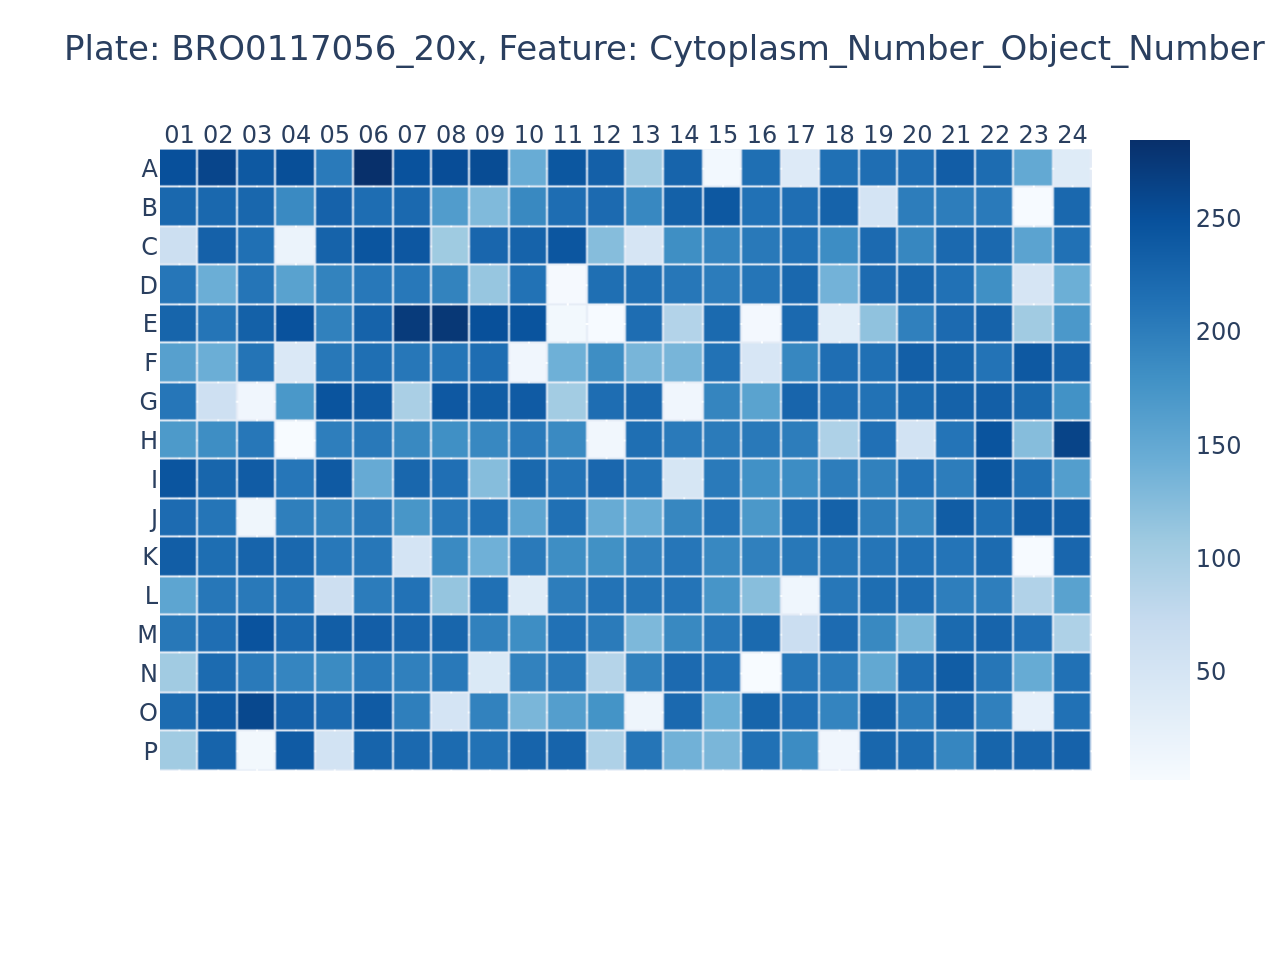 Plate: BRO0117056_20x, Feature: Cytoplasm_Number_Object_Number
01 02 03 04 05 06 07 08 09 10 11 12 13 14 15 16 17 18 19 20 21 22 23 24
A
B
C
D
E
F
G
H
I
J
K
L
M
N
O
P
250
200
150
100
50